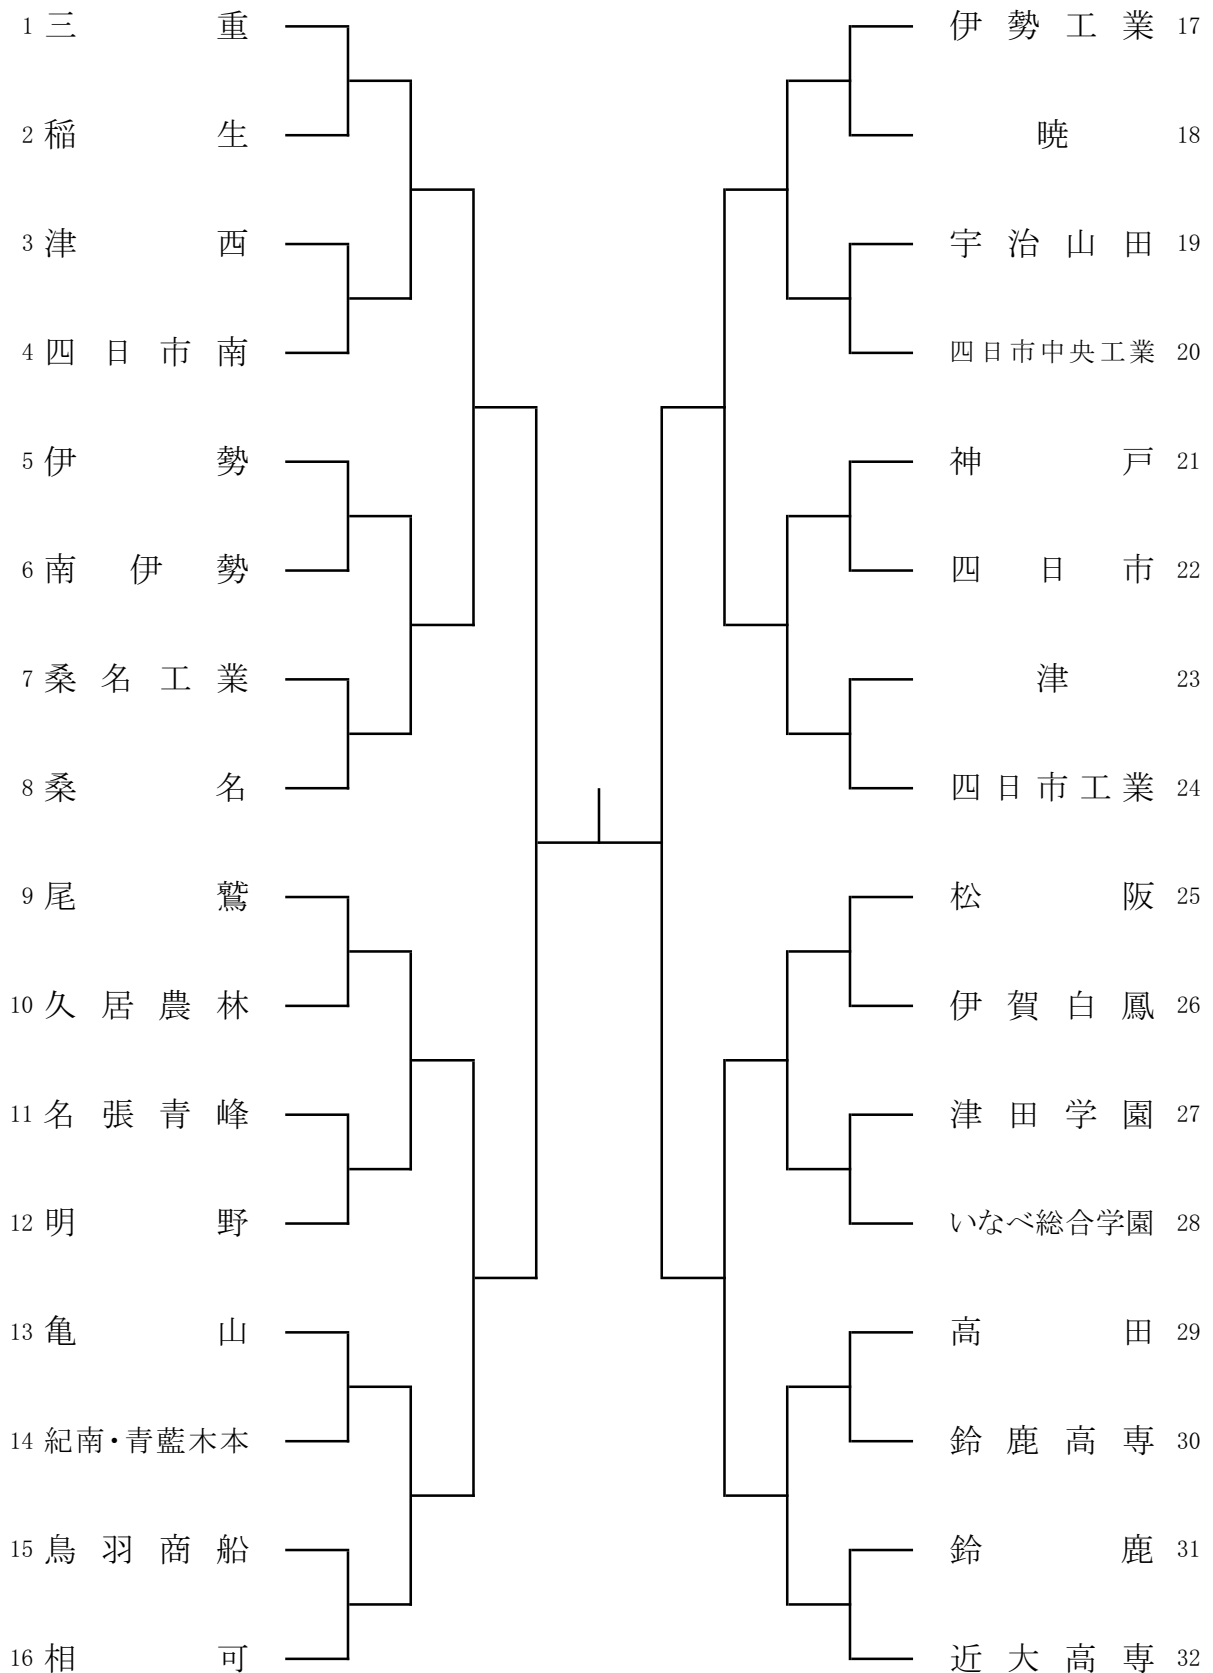 1 三重
2 稲生
3 津西
4 四日市南
5 伊勢
6 南伊勢
7 桑名工業
8 桑名
9 尾鷲
10 久居農林
11 名張青峰
12 明野
13 亀山
14 紀南・青藍木本
15 鳥羽商船
16 相可
伊勢工業 17
暁 18
宇治山田 19
四日市中央工業 20
神戸 21
四日市 22
津 23
四日市工業 24
松阪 25
伊賀白鳳 26
津田学園 27
いなべ総合学園 28
高田 29
鈴鹿高専 30
鈴鹿 31
近大高専 32